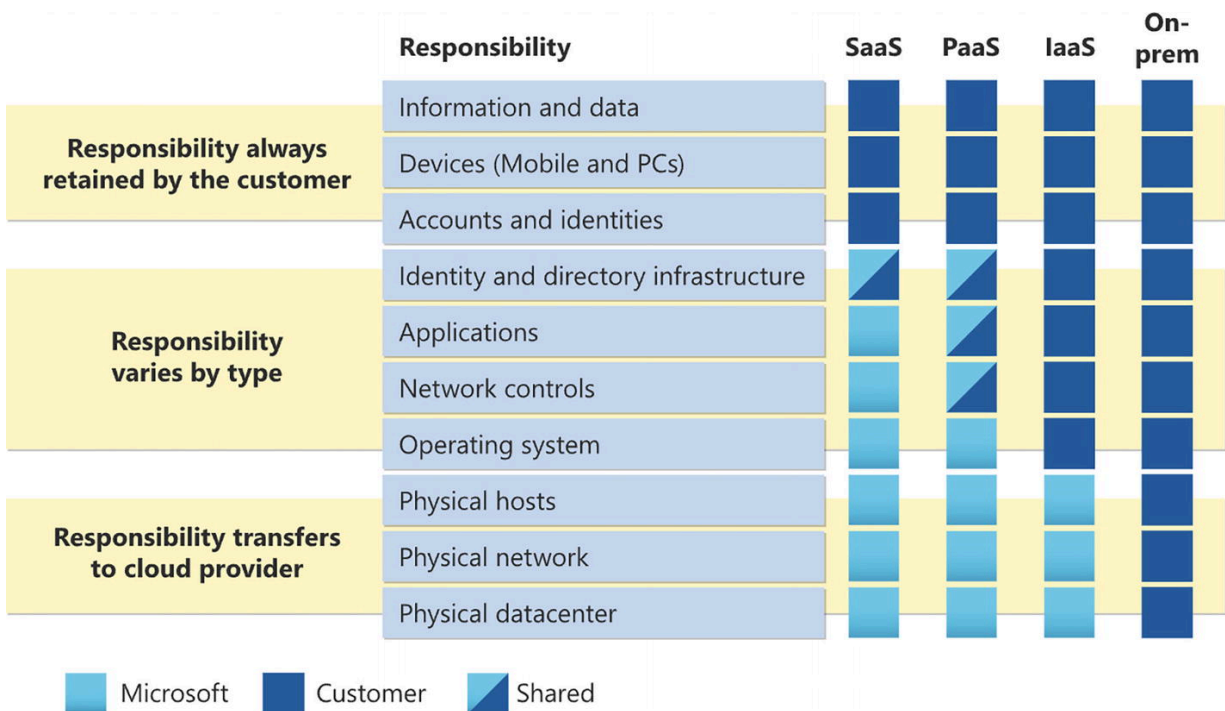 Responsibility SaaS PaaS IaaS On-
prem
Information and data
Responsibility always
retained by the customer
Devices (Mobile and PCs)
Accounts and identities
Identity and directory infrastructure
Responsibility
varies by type
Applications
Network controls
Operating system
Physical hosts
Responsibility transfers
to cloud provider
Physical network
Physical datacenter
Microsoft Customer Shared